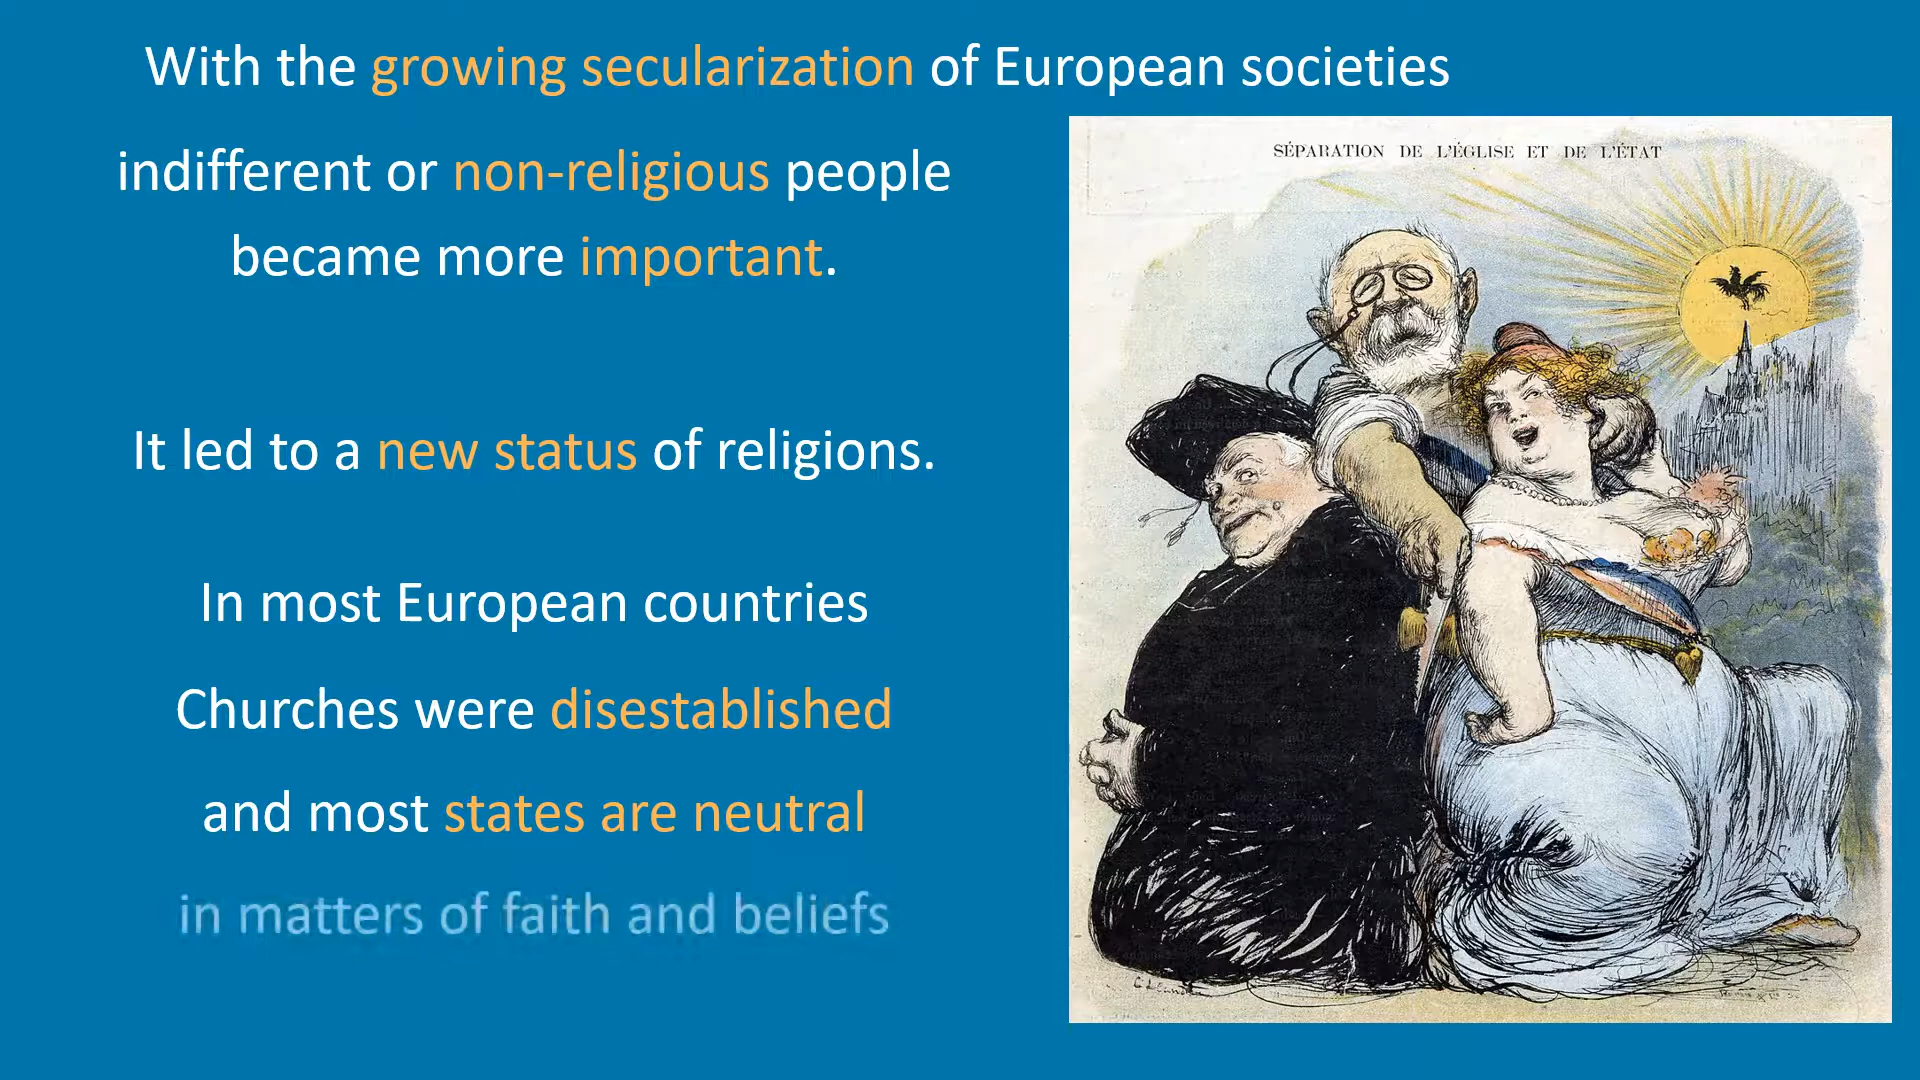 With the growing secularization of European societies
indifferent or non-religious people
became more important.
It led to a new status of religions.
In most European countries
Churches were disestablished
and most states are neutral
in matters of faith and beliefs
SÉPARATION DE L'ÉGLISE ET DE L'ÉTAT